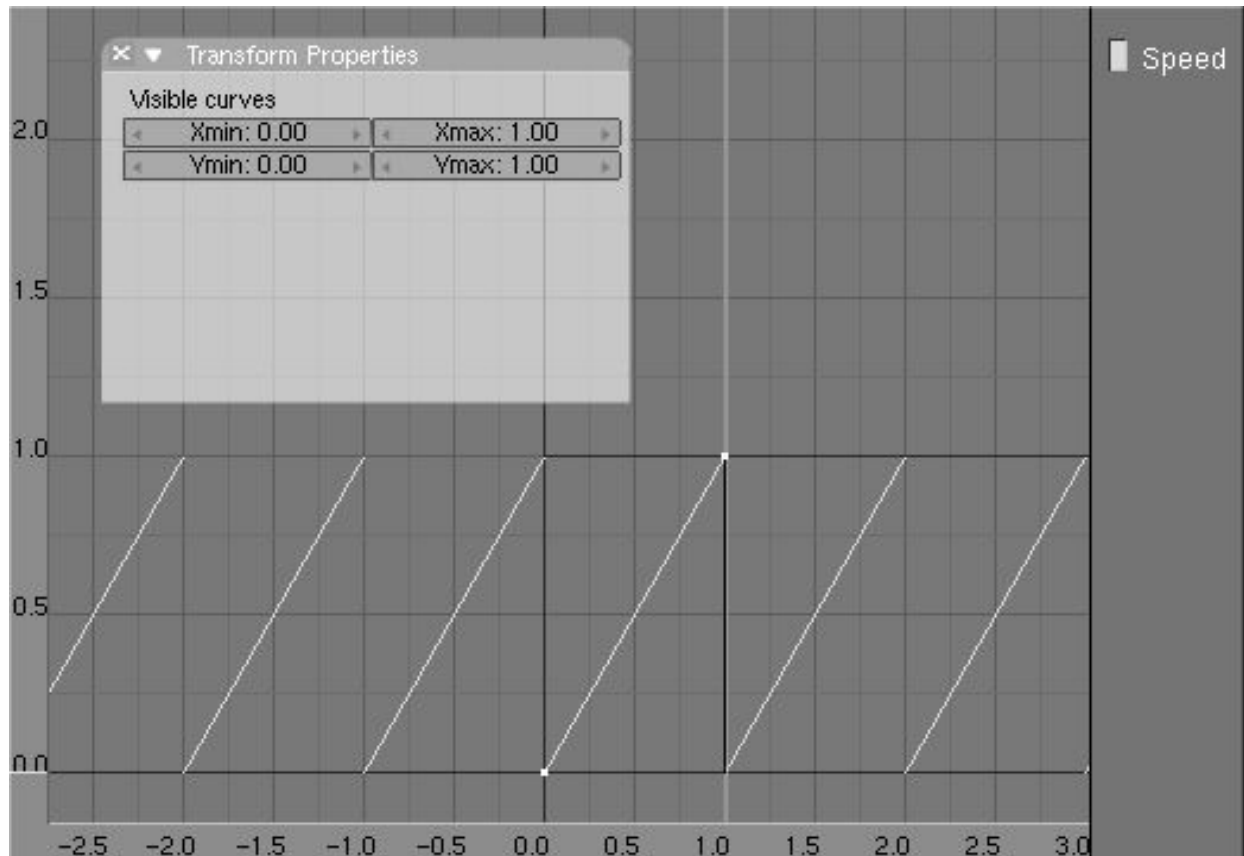 Transform Properties
Speed
Visible curves
Xmin: 0.00 Xmax: 1.00
Ymin: 0.00 Ymax: 1.00
2.0
1.5
1.0
0.5
0.0
-2.5 -2.0 -1.5 -1.0 -0.5 0.0 0.5 1.0 1.5 2.0 2.5 3.0